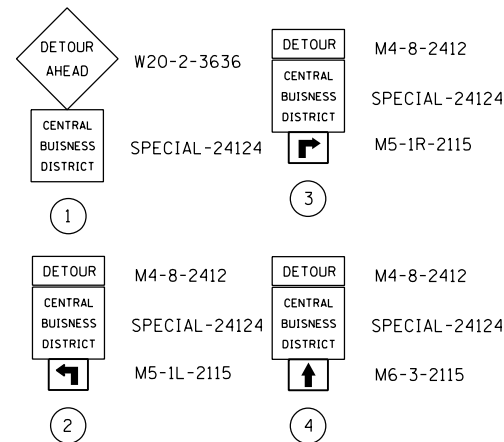 DETOUR
AHEAD
W20-2-3636
CENTRAL
BUISNESS
DISTRICT
SPECIAL-24124
1
DETOUR
M4-8-2412
CENTRAL
BUISNESS
DISTRICT
SPECIAL-24124
M5-1R-2115
3
DETOUR
M4-8-2412
CENTRAL
BUISNESS
DISTRICT
SPECIAL-24124
M5-1L-2115
2
DETOUR
M4-8-2412
CENTRAL
BUISNESS
DISTRICT
SPECIAL-24124
M6-3-2115
4